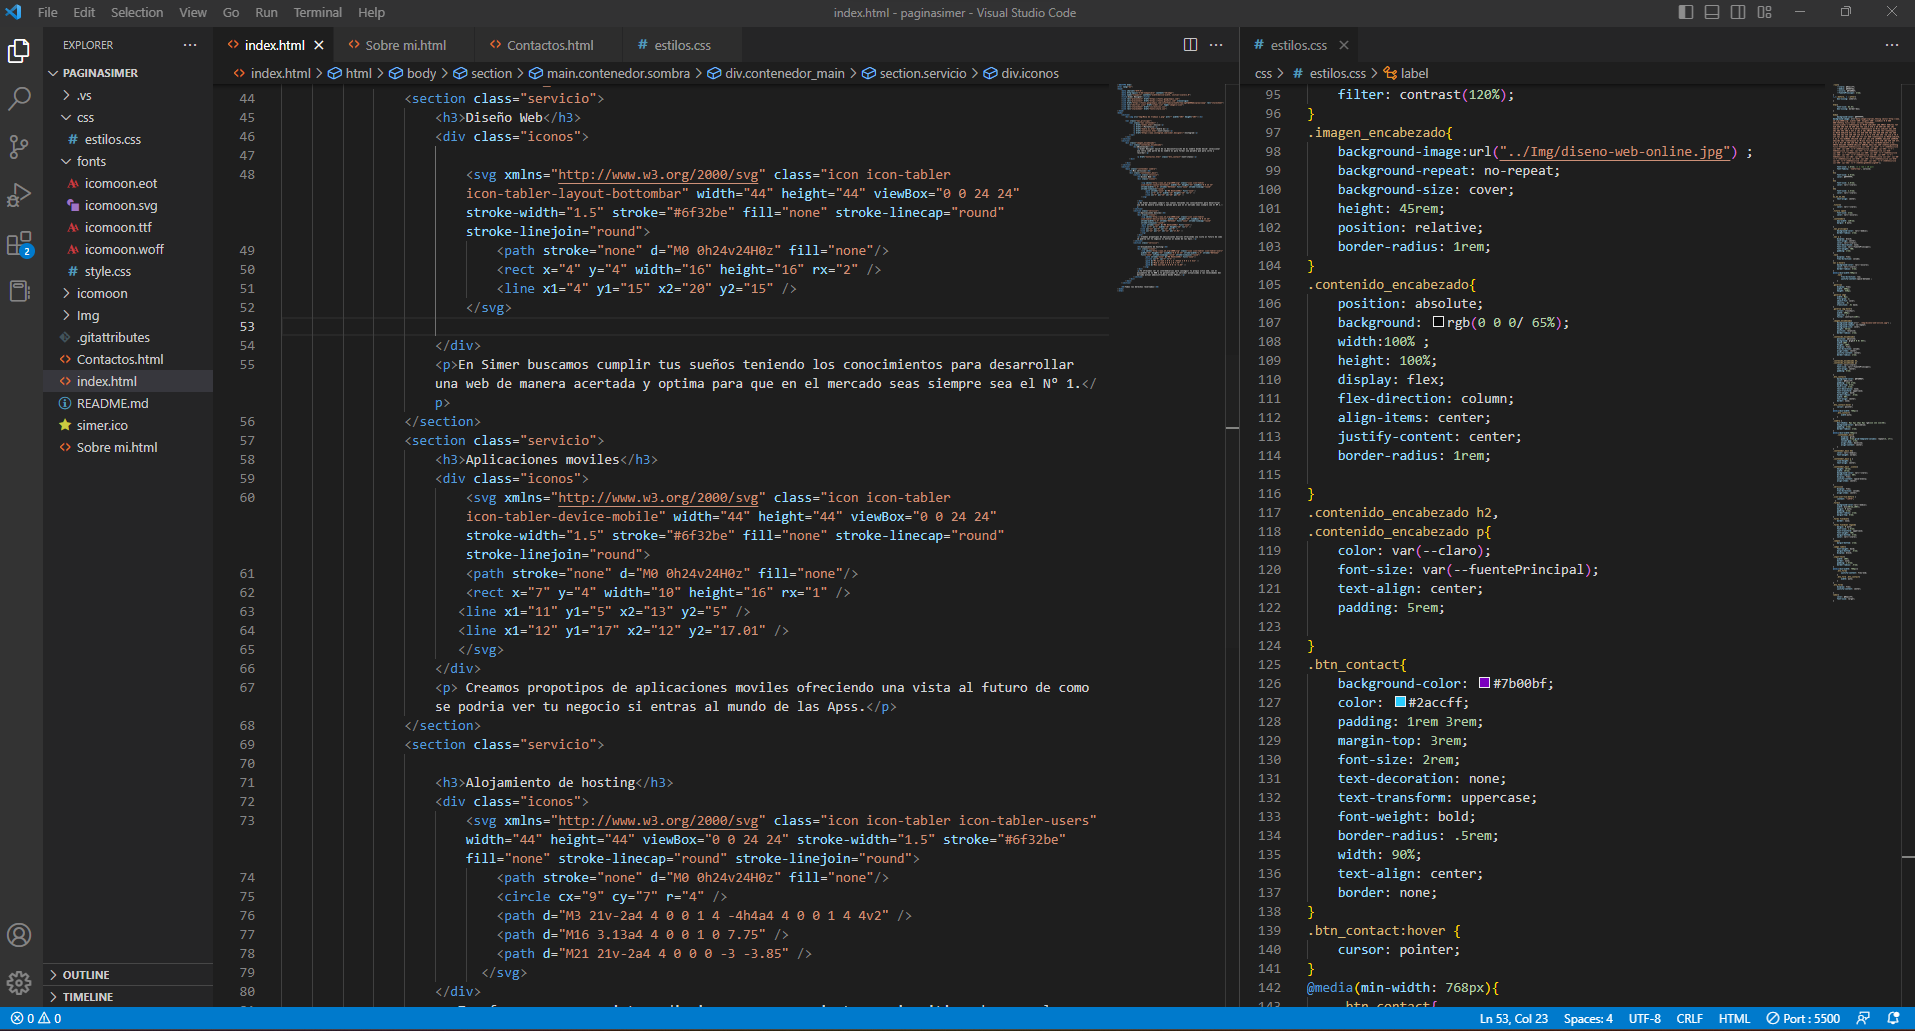 File Edit Selection View Go Run Terminal Help
index.html - paginasimer - Visual Studio Code
EXPLORER
PAGINASIMER
.vs
css
estilos.css
fonts
icomoon.eot
icomoon.svg
icomoon.ttf
icomoon.woff
style.css
icomoon
Img
.gitattributes
Contactos.html
index.html
README.md
simer.ico
Sobre mi.html
OUTLINE
TIMELINE
2
index.html Sobre mi.html Contactos.html estilos.css
index.html > html > body > section > main.contenedor.sombra > div.contenedor_main > section.servicio > div.iconos
44 <section class="servicio">
45 <h3>Diseño Web</h3>
46 <div class="iconos">
47
48 <svg xmlns="http://www.w3.org/2000/svg" class="icon icon-tabler
icon-tabler-layout-bottombar" width="44" height="44" viewBox="0 0 24 24"
stroke-width="1.5" stroke="#6f32be" fill="none" stroke-linecap="round"
stroke-linejoin="round">
49 <path stroke="none" d="M0 0h24v24H0z" fill="none"/>
50 <rect x="4" y="4" width="16" height="16" rx="2" />
51 <line x1="4" y1="15" x2="20" y2="15" />
52 </svg>
53
54 </div>
55 <p>En Simer buscamos cumplir tus sueños teniendo los conocimientos para desarrollar
una web de manera acertada y optima para que en el mercado seas siempre sea el Nº 1.</
p>
56 </section>
57 <section class="servicio">
58 <h3>Aplicaciones moviles</h3>
59 <div class="iconos">
60 <svg xmlns="http://www.w3.org/2000/svg" class="icon icon-tabler
icon-tabler-device-mobile" width="44" height="44" viewBox="0 0 24 24"
stroke-width="1.5" stroke="#6f32be" fill="none" stroke-linecap="round"
stroke-linejoin="round">
61 <path stroke="none" d="M0 0h24v24H0z" fill="none"/>
62 <rect x="7" y="4" width="10" height="16" rx="1" />
63 <line x1="11" y1="5" x2="13" y2="5" />
64 <line x1="12" y1="17" x2="12" y2="17.01" />
65 </svg>
66 </div>
67 <p> Creamos propotipos de aplicaciones moviles ofreciendo una vista al futuro de como
se podria ver tu negocio si entras al mundo de las Apss.</p>
68 </section>
69 <section class="servicio">
70
71 <h3>Alojamiento de hosting</h3>
72 <div class="iconos">
73 <svg xmlns="http://www.w3.org/2000/svg" class="icon icon-tabler icon-tabler-users"
width="44" height="44" viewBox="0 0 24 24" stroke-width="1.5" stroke="#6f32be"
fill="none" stroke-linecap="round" stroke-linejoin="round">
74 <path stroke="none" d="M0 0h24v24H0z" fill="none"/>
75 <circle cx="9" cy="7" r="4" />
76 <path d="M3 21v-2a4 4 0 0 1 4 -4h4a4 4 0 0 1 4 4v2" />
77 <path d="M16 3.13a4 4 0 0 1 0 7.75" />
78 <path d="M21 21v-2a4 4 0 0 0 -3 -3.85" />
79 </svg>
80 </div>
estilos.css
css > estilos.css > label
95 filter: contrast(120%);
96 }
97 .imagen_encabezado{
98 background-image:url("../Img/diseno-web-online.jpg") ;
99 background-repeat: no-repeat;
100 background-size: cover;
101 height: 45rem;
102 position: relative;
103 border-radius: 1rem;
104 }
105 .contenido_encabezado{
106 position: absolute;
107 background: rgb(0 0 0/ 65%);
108 width:100% ;
109 height: 100%;
110 display: flex;
111 flex-direction: column;
112 align-items: center;
113 justify-content: center;
114 border-radius: 1rem;
115
116 }
117 .contenido_encabezado h2,
118 .contenido_encabezado p{
119 color: var(--claro);
120 font-size: var(--fuentePrincipal);
121 text-align: center;
122 padding: 5rem;
123
124 }
125 .btn_contact{
126 background-color: #7b00bf;
127 color: #2accff;
128 padding: 1rem 3rem;
129 margin-top: 3rem;
130 font-size: 2rem;
131 text-decoration: none;
132 text-transform: uppercase;
133 font-weight: bold;
134 border-radius: .5rem;
135 width: 90%;
136 text-align: center;
137 border: none;
138 }
139 .btn_contact:hover {
140 cursor: pointer;
141 }
142 @media(min-width: 768px){
143 .btn_contact{
0 0
Ln 53, Col 23 Spaces: 4 UTF-8 CRLF HTML Port : 5500